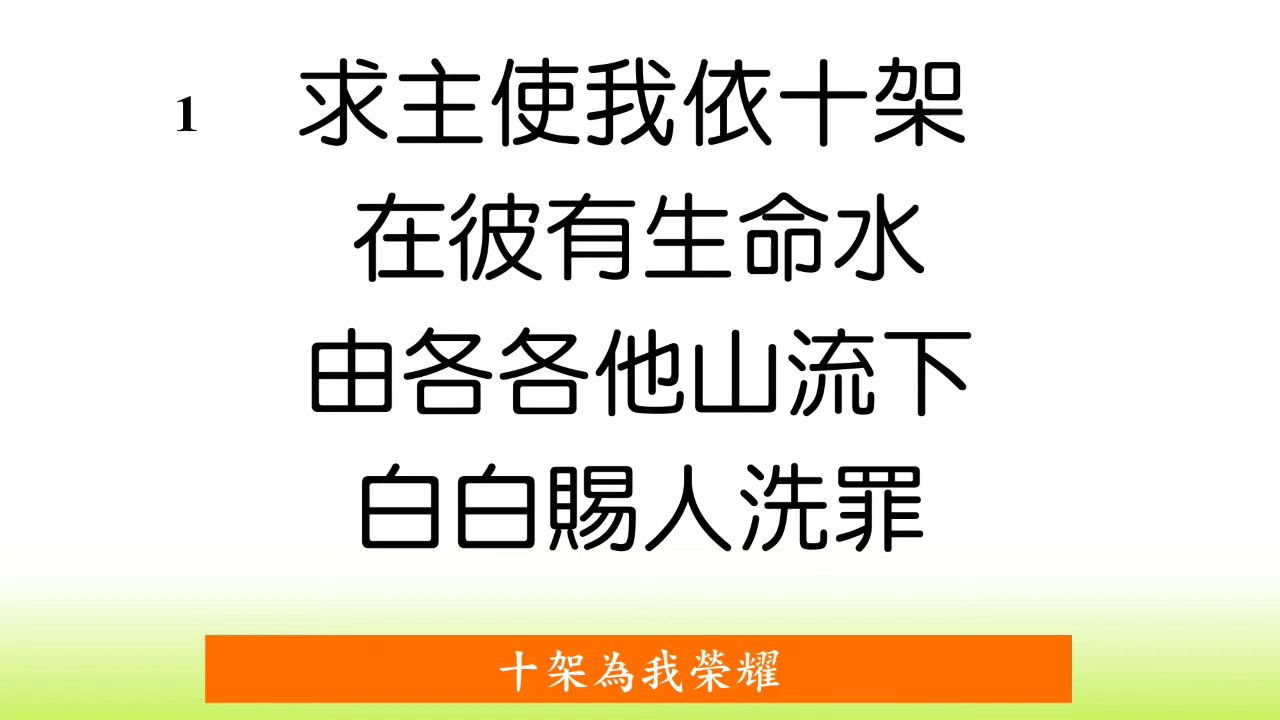 1 求主使我依十架
在彼有生命水
由各各他山流下
白白賜人洗罪
十架為我榮耀